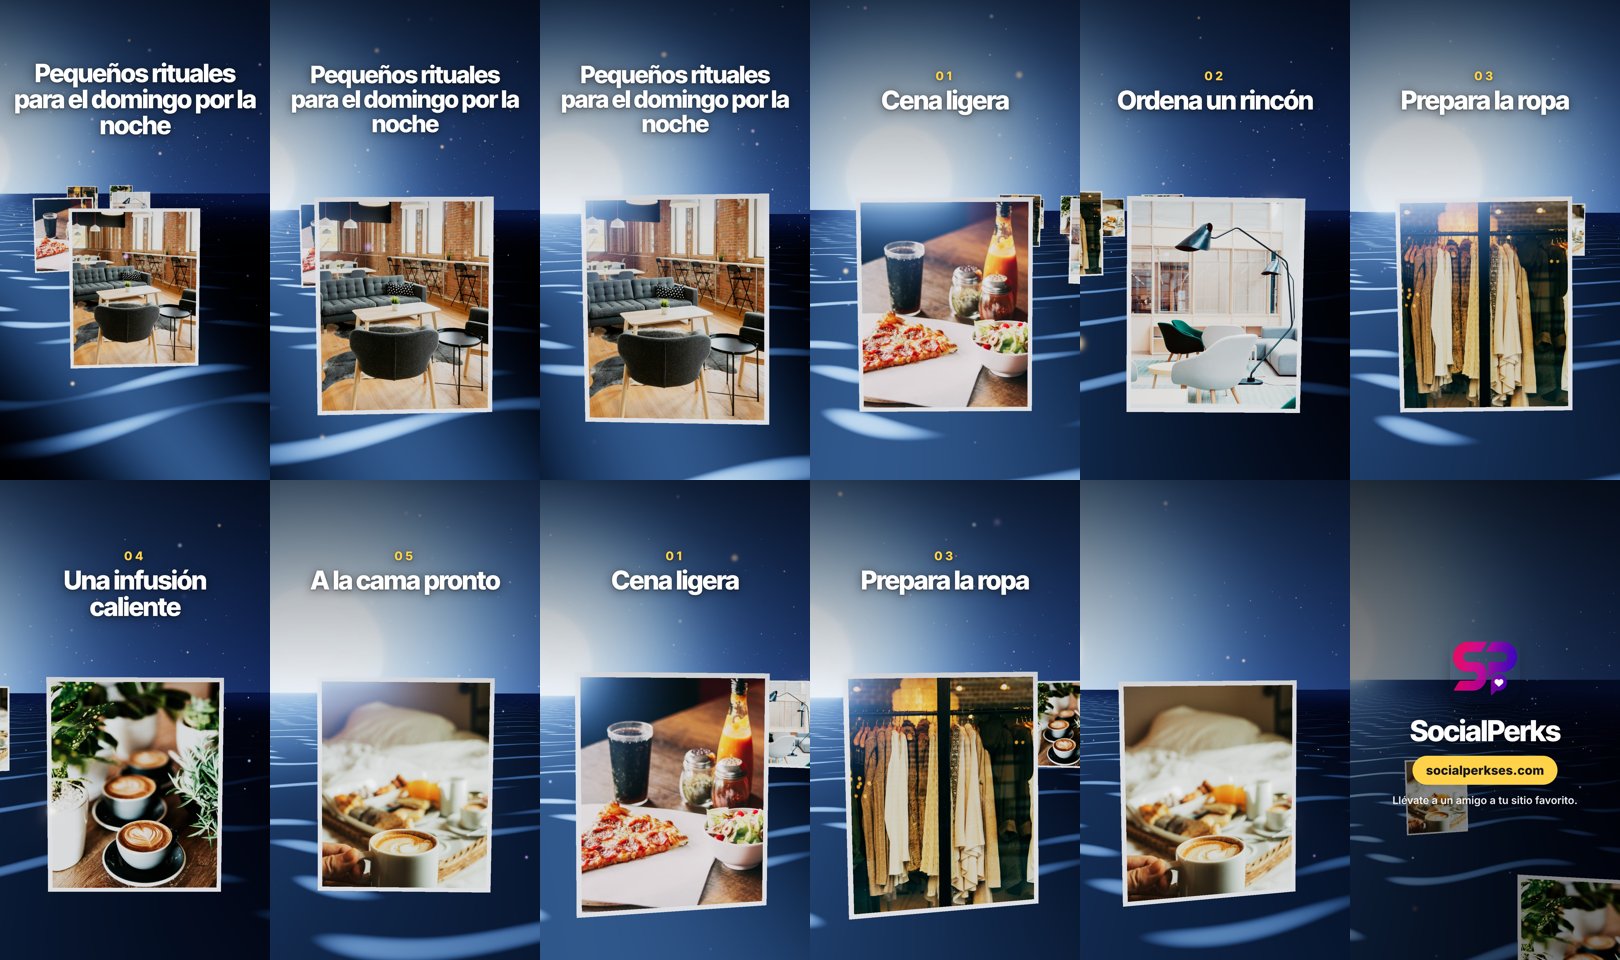 Pequeños rituales
para el domingo por la
noche
Pequeños rituales
para el domingo por la
noche
Pequeños rituales
para el domingo por la
noche
01
Cena ligera
02
Ordena un rincón
03
Prepara la ropa
04
Una infusión
caliente
05
A la cama pronto
01
Cena ligera
03
Prepara la ropa
SP
SocialPerks
socialperkses.com
Llévate a un amigo a tu sitio favorito.